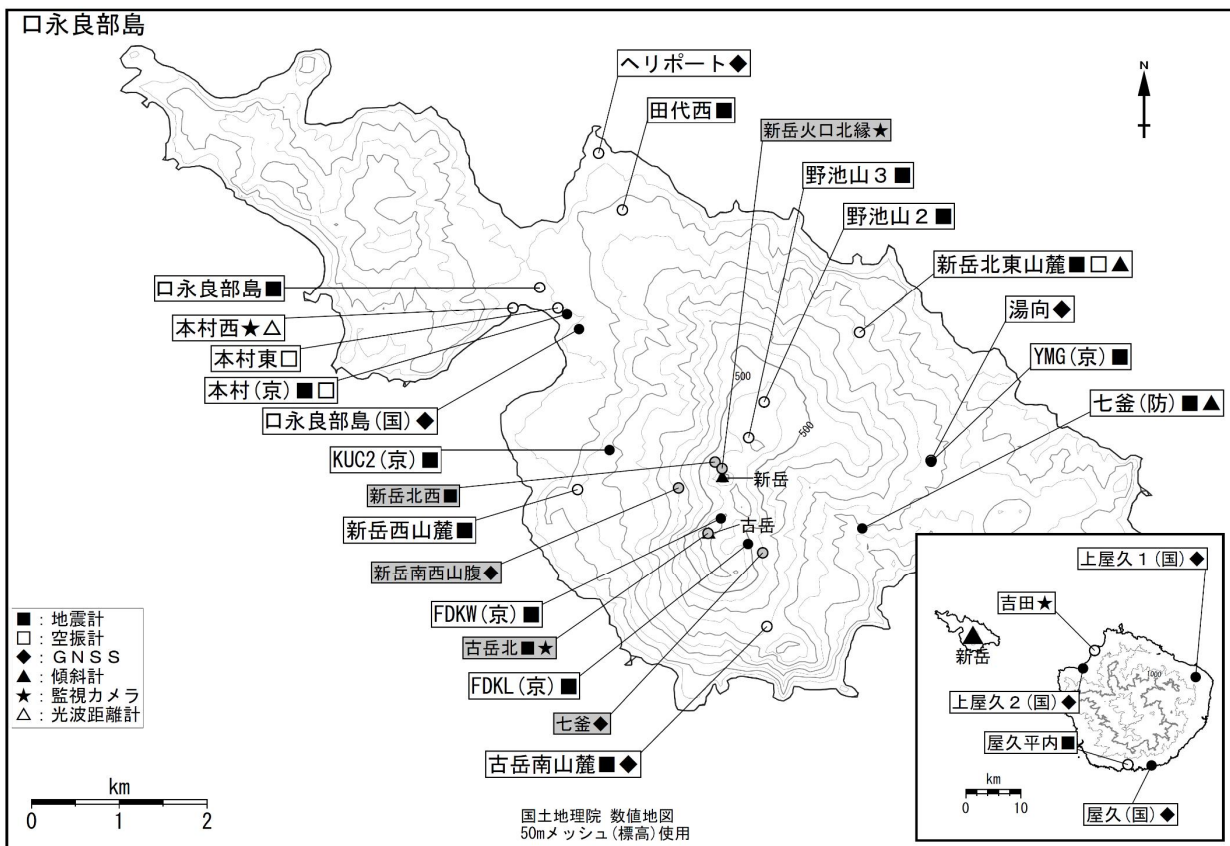 口永良部島
ヘリポート◆
田代西■
新岳火口北縁★
野池山3■
野池山2■
新岳北東山麓■□▲
湯向◆
YMG(京)■
七釜(防)■▲
口永良部島■
本村西★△
本村東□
本村(京)■□
口永良部島(国)◆
KUC2(京)■
新岳北西■
新岳西山麓■
新岳南西山腹◆
FDKW(京)■
古岳北■★
FDKL(京)■
七釜◆
古岳南山麓■◆
N
500
500
新岳
古岳
■:地震計
□:空振計
◆:GNSS
▲:傾斜計
★:監視カメラ
△:光波距離計
km
0 1 2
国土地理院 数値地図
50mメッシュ(標高)使用
上屋久1(国)◆
吉田★
新岳
1000
上屋久2(国)◆
屋久平内■
km
0 10
屋久(国)◆